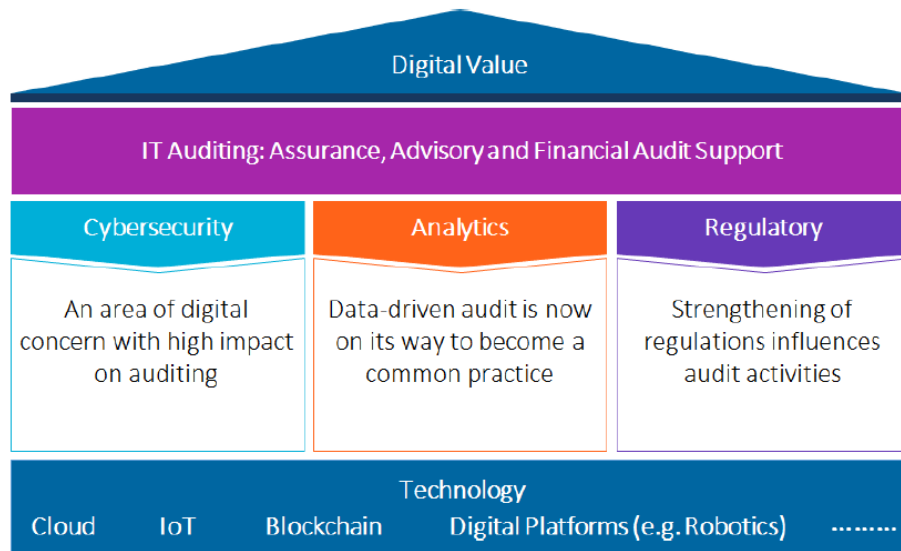 Digital Value
IT Auditing: Assurance, Advisory and Financial Audit Support
Cybersecurity
An area of digital
concern with high impact
on auditing
Analytics
Data-driven audit is now
on its way to become a
common practice
Regulatory
Strengthening of
regulations influences
audit activities
Technology
Cloud IoT Blockchain Digital Platforms (e.g. Robotics) .........